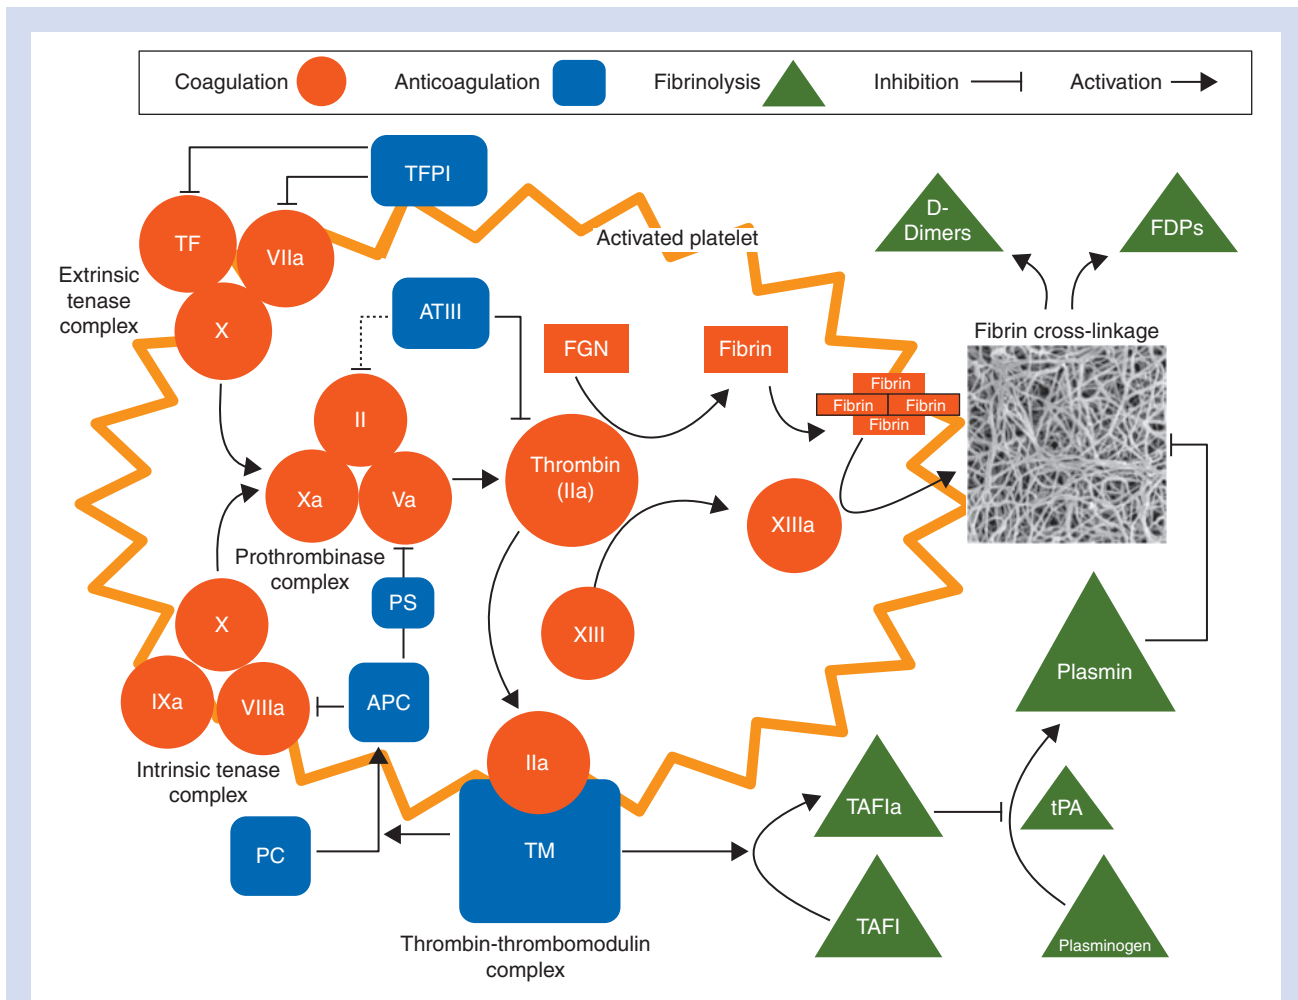 Coagulation
Anticoagulation
Fibrinolysis
Inhibition
Activation
TFPI
TF
VIIa
X
Extrinsic
tenase
complex
Activated platelet
D-
Dimers
FDPs
ATIII
FGN
Fibrin
Fibrin cross-linkage
Fibrin
Fibrin
Fibrin
Fibrin
II
Xa
Va
Thrombin
(IIa)
XIIIa
Prothrombinase
complex
PS
XIII
X
IXa
VIIIa
APC
Plasmin
Intrinsic tenase
complex
IIa
TAFIa
tPA
PC
TM
TAFI
Plasminogen
Thrombin-thrombomodulin
complex